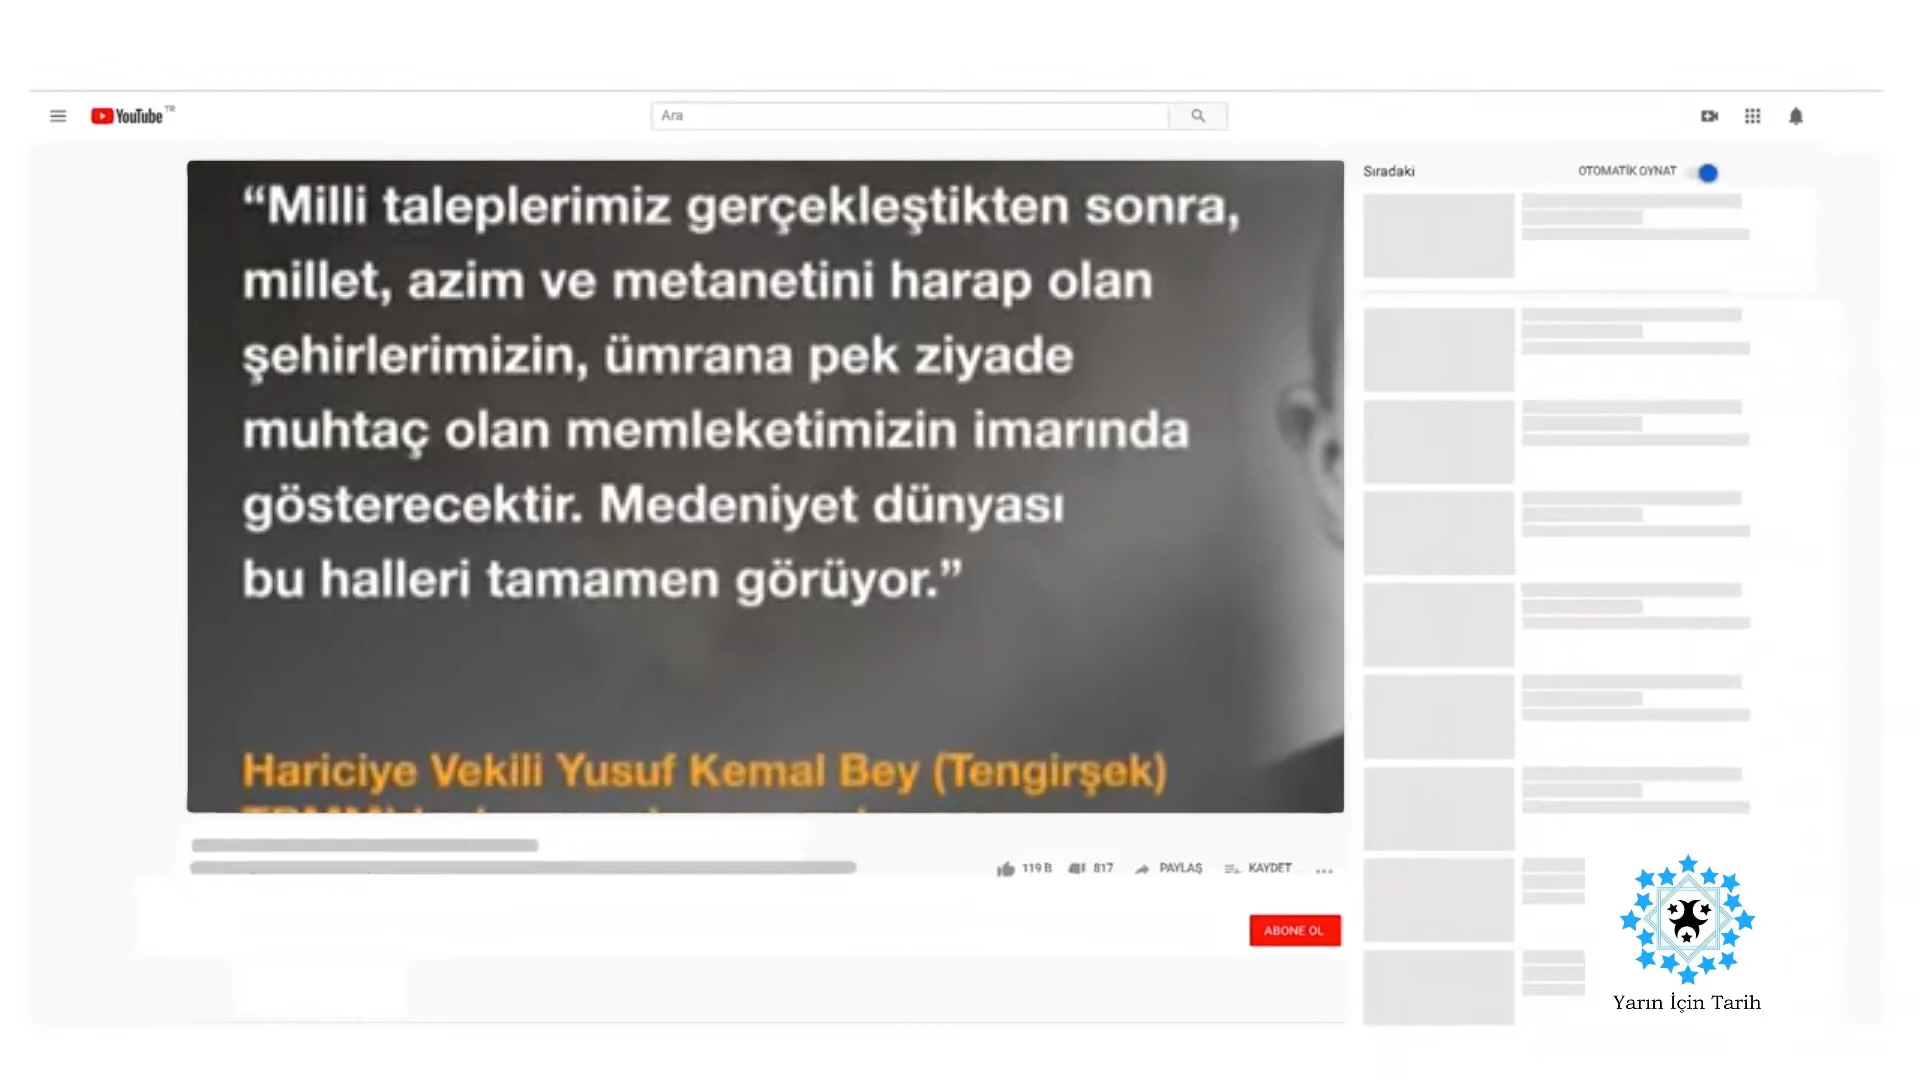 YouTube TR
Ara
“Milli taleplerimiz gerçekleştikten sonra,
millet, azim ve metanetini harap olan
şehirlerimizin, ümrana pek ziyade
muhtaç olan memleketimizin imarında
gösterecektir. Medeniyet dünyası
bu halleri tamamen görüyor.”
Hariciye Vekili Yusuf Kemal Bey (Tengirşek)
Sıradaki
OTOMATİK OYNAT
119 B
817
PAYLAŞ
KAYDET
ABONE OL
Yarın İçin Tarih